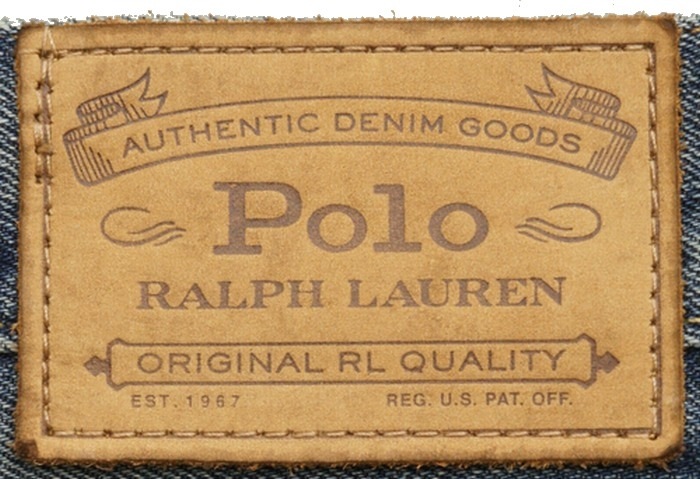 AUTHENTIC DENIM GOODS
Polo
RALPH LAUREN
ORIGINAL RL QUALITY
EST. 1967 REG. U.S. PAT. OFF.